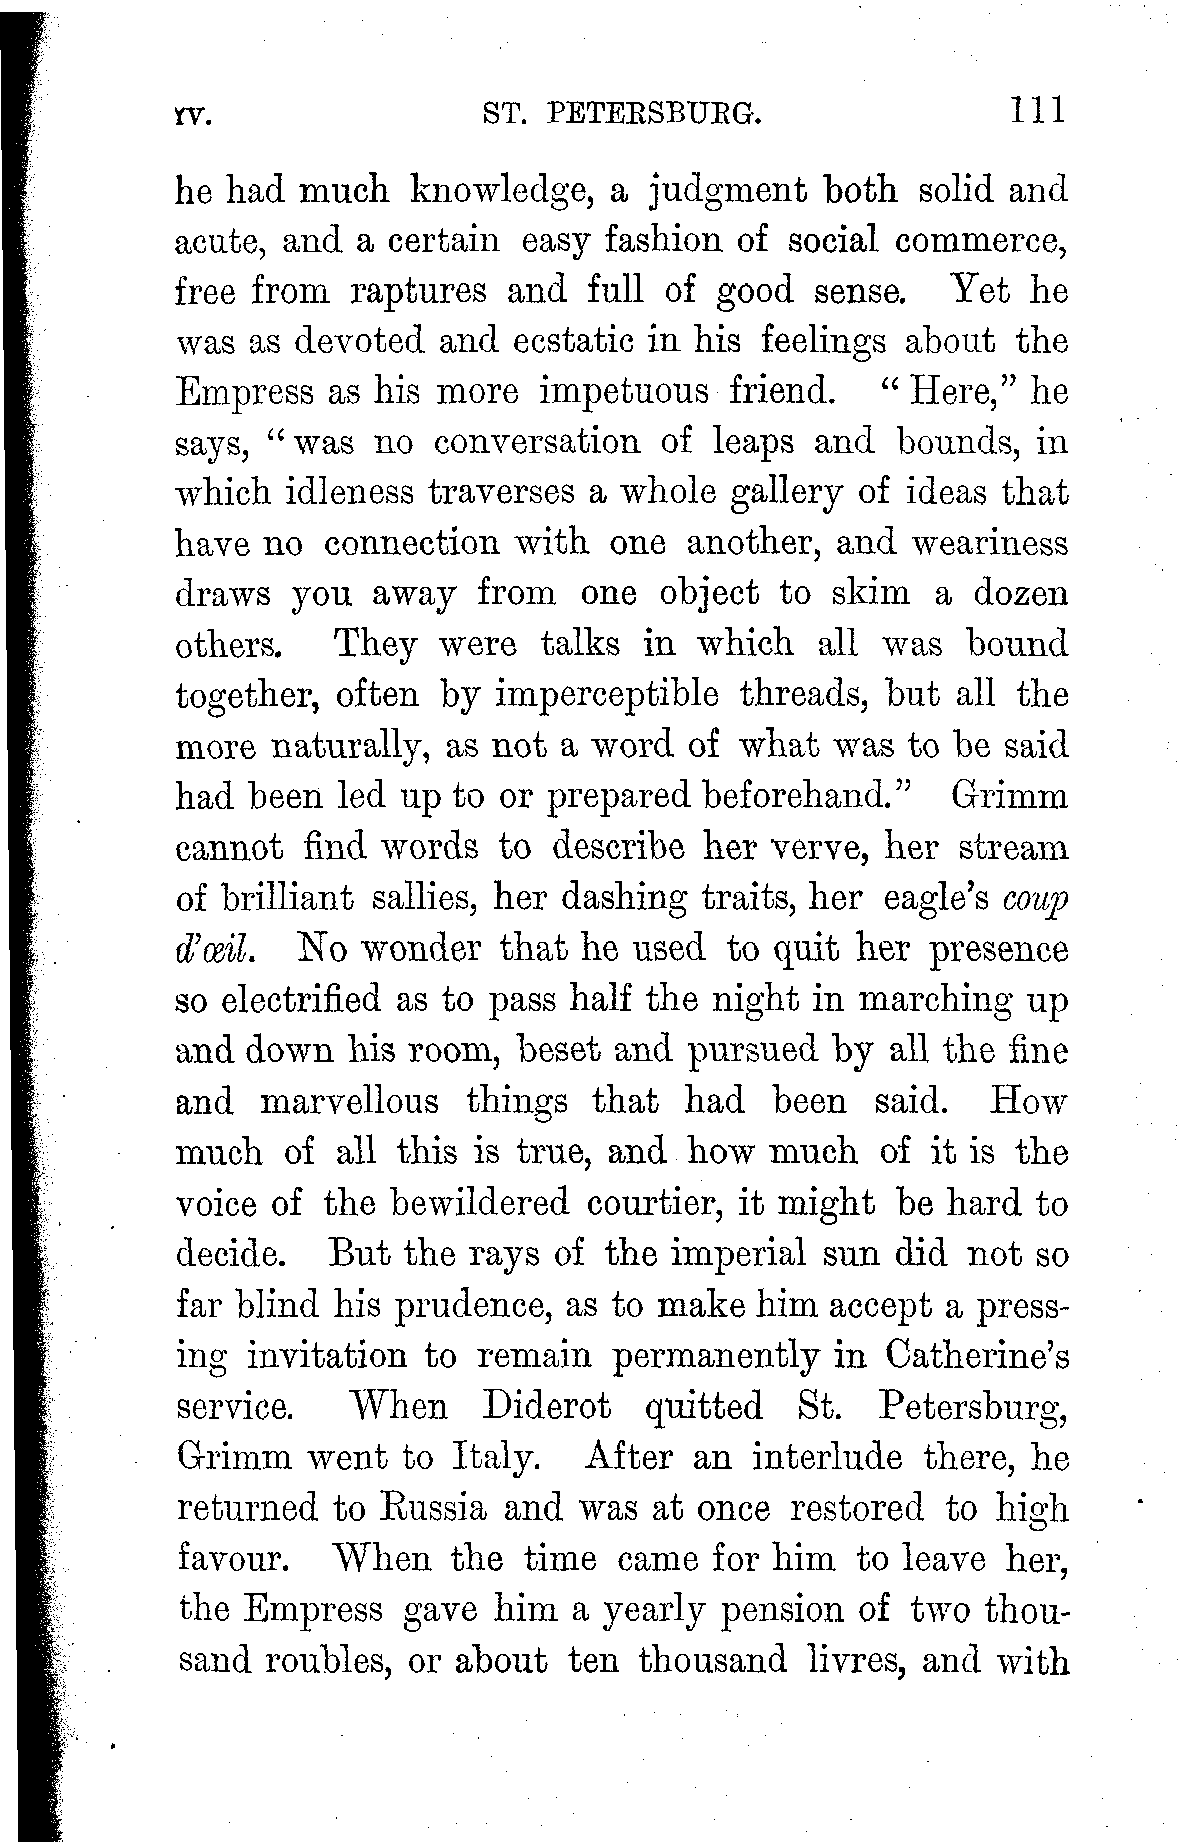 IV. ST. PETERSBURG. 111
he had much knowledge, a judgment both solid and
acute, and a certain easy fashion of social commerce,
free from raptures and full of good sense. Yet he
was as devoted and ecstatic in his feelings about the
Empress as his more impetuous friend. “Here,” he
says, “was no conversation of leaps and bounds, in
which idleness traverses a whole gallery of ideas that
have no connection with one another, and weariness
draws you away from one object to skim a dozen
others. They were talks in which all was bound
together, often by imperceptible threads, but all the
more naturally, as not a word of what was to be said
had been led up to or prepared beforehand.” Grimm
cannot find words to describe her verve, her stream
of brilliant sallies, her dashing traits, her eagle’s coup
d’œil. No wonder that he used to quit her presence
so electrified as to pass half the night in marching up
and down his room, beset and pursued by all the fine
and marvellous things that had been said. How
much of all this is true, and how much of it is the
voice of the bewildered courtier, it might be hard to
decide. But the rays of the imperial sun did not so
far blind his prudence, as to make him accept a press-
ing invitation to remain permanently in Catherine’s
service. When Diderot quitted St. Petersburg,
Grimm went to Italy. After an interlude there, he
returned to Russia and was at once restored to high
favour. When the time came for him to leave her,
the Empress gave him a yearly pension of two thou-
sand roubles, or about ten thousand livres, and with